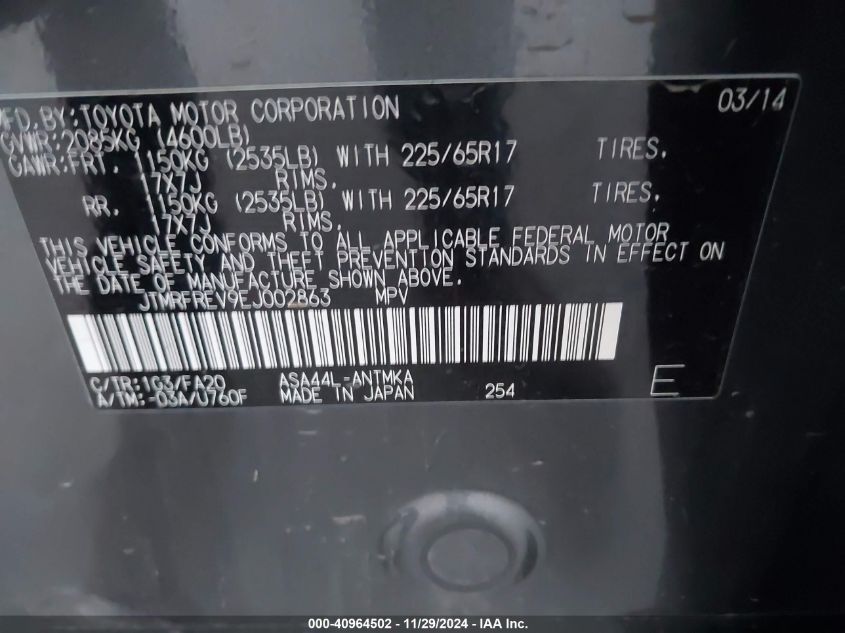 MFD. BY: TOYOTA MOTOR CORPORATION 03/14
GVWR: 2085KG (4600LB)
GAWR: FRT. 1150KG (2535LB) WITH 225/65R17 TIRES,
17X7J RIMS.
RR. 1150KG (2535LB) WITH 225/65R17 TIRES,
17X7J RIMS.
THIS VEHICLE CONFORMS TO ALL APPLICABLE FEDERAL MOTOR
VEHICLE SAFETY AND THEFT PREVENTION STANDARDS IN EFFECT ON
THE DATE OF MANUFACTURE SHOWN ABOVE.
JTMRFREV9EJ002863 MPV
C/TR: 1G3/FA20 ASA44L-ANTMKA
A/TM: -03A/U760F MADE IN JAPAN 254 E
000-40964502 - 11/29/2024 - IAA Inc.